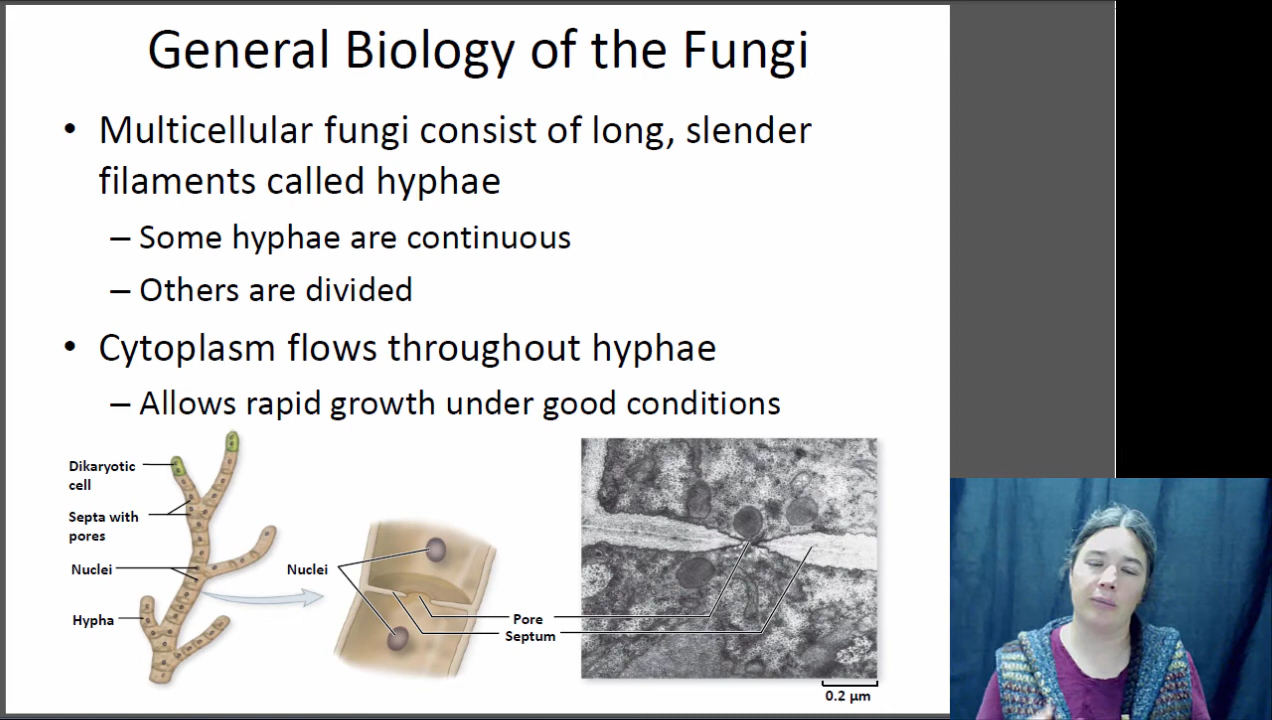 General Biology of the Fungi
• Multicellular fungi consist of long, slender
filaments called hyphae
– Some hyphae are continuous
– Others are divided
• Cytoplasm flows throughout hyphae
– Allows rapid growth under good conditions
Dikaryotic
cell
Septa with
pores
Nuclei
Hypha
Nuclei
Pore
Septum
0.2 µm